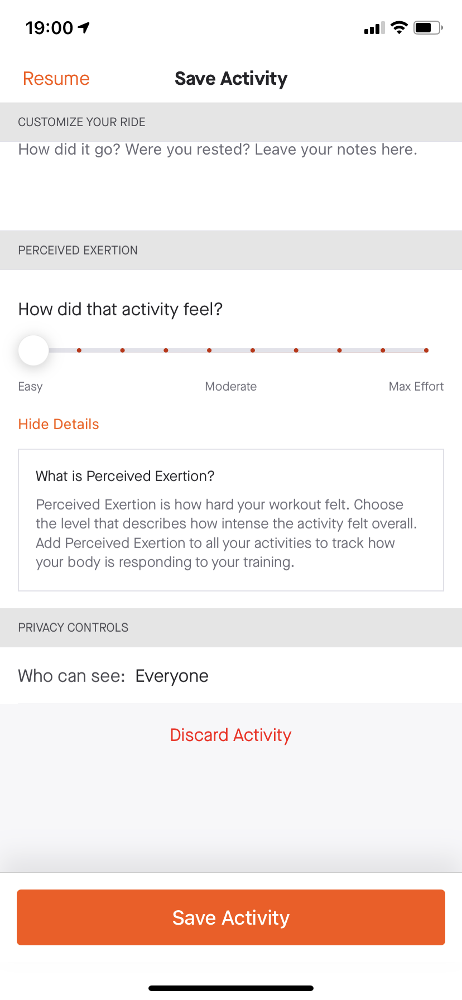 19:00
Resume
Save Activity
CUSTOMIZE YOUR RIDE
How did it go? Were you rested? Leave your notes here.
PERCEIVED EXERTION
How did that activity feel?
Easy
Moderate
Max Effort
Hide Details
What is Perceived Exertion?
Perceived Exertion is how hard your workout felt. Choose
the level that describes how intense the activity felt overall.
Add Perceived Exertion to all your activities to track how
your body is responding to your training.
PRIVACY CONTROLS
Who can see: Everyone
Discard Activity
Save Activity